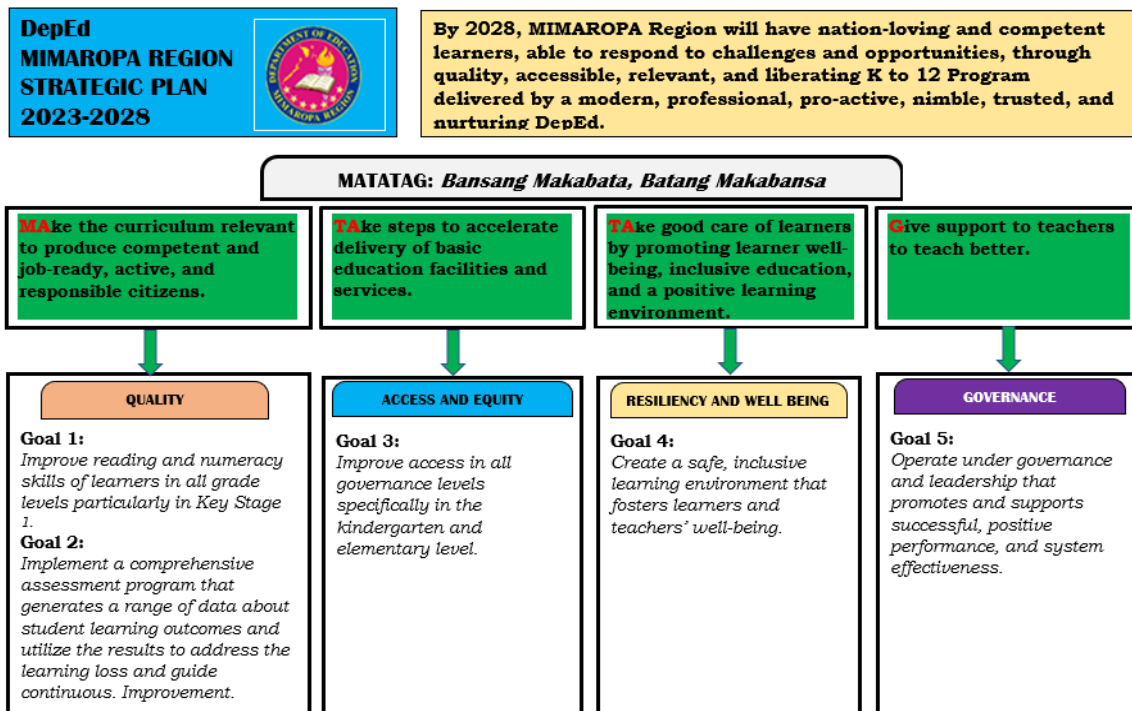 DepEd
MIMAROPA REGION
STRATEGIC PLAN
2023-2028
DEPARTMENT OF EDUCATION
MIMAROPA REGION
By 2028, MIMAROPA Region will have nation-loving and competent
learners, able to respond to challenges and opportunities, through
quality, accessible, relevant, and liberating K to 12 Program
delivered by a modern, professional, pro-active, nimble, trusted, and
nurturing DepEd.
MATATAG: Bansang Makabata, Batang Makabansa
MAke the curriculum relevant
to produce competent and
job-ready, active, and
responsible citizens.
TAke steps to accelerate
delivery of basic
education facilities and
services.
TAke good care of learners
by promoting learner well-
being, inclusive education,
and a positive learning
environment.
Give support to teachers
to teach better.
QUALITY
Goal 1:
Improve reading and numeracy
skills of learners in all grade
levels particularly in Key Stage
1.
Goal 2:
Implement a comprehensive
assessment program that
generates a range of data about
student learning outcomes and
utilize the results to address the
learning loss and guide
continuous. Improvement.
ACCESS AND EQUITY
Goal 3:
Improve access in all
governance levels
specifically in the
kindergarten and
elementary level.
RESILIENCY AND WELL BEING
Goal 4:
Create a safe, inclusive
learning environment that
fosters learners and
teachers' well-being.
GOVERNANCE
Goal 5:
Operate under governance
and leadership that
promotes and supports
successful, positive
performance, and system
effectiveness.